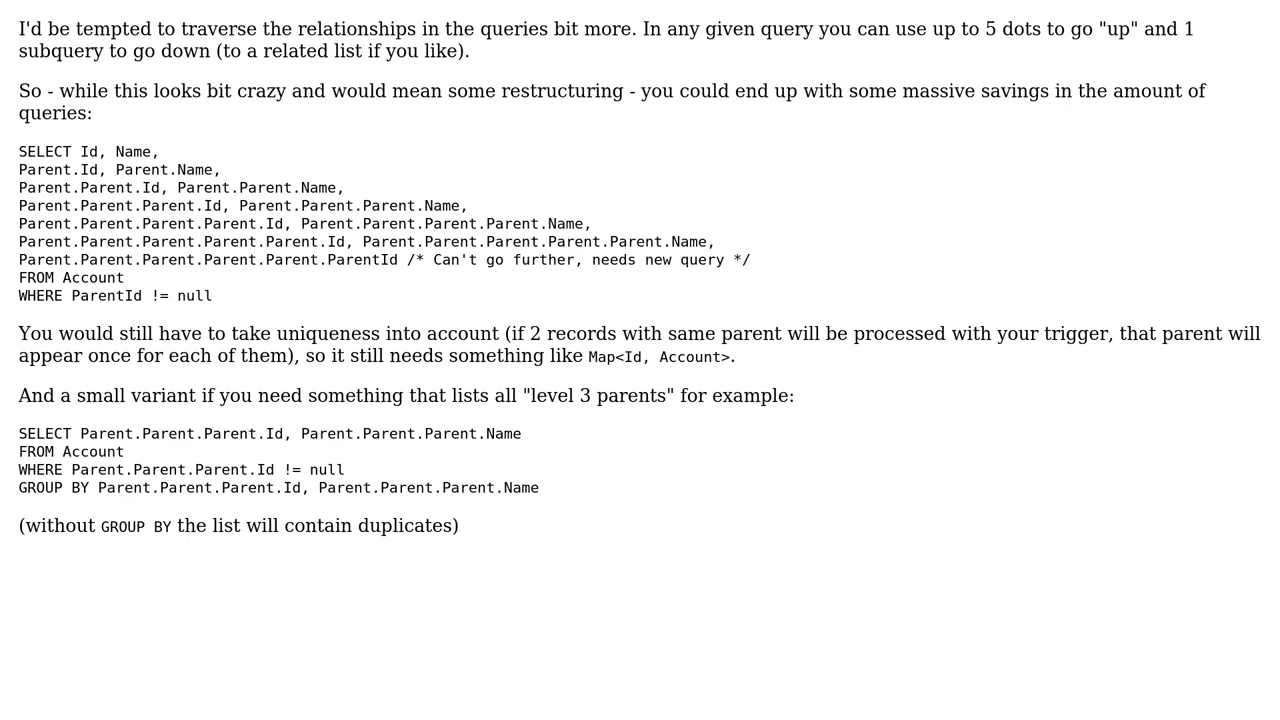 I'd be tempted to traverse the relationships in the queries bit more. In any given query you can use up to 5 dots to go "up" and 1
subquery to go down (to a related list if you like).
So - while this looks bit crazy and would mean some restructuring - you could end up with some massive savings in the amount of
queries:
SELECT Id, Name,
Parent.Id, Parent.Name,
Parent.Parent.Id, Parent.Parent.Name,
Parent.Parent.Parent.Id, Parent.Parent.Parent.Name,
Parent.Parent.Parent.Parent.Id, Parent.Parent.Parent.Parent.Name,
Parent.Parent.Parent.Parent.Parent.Id, Parent.Parent.Parent.Parent.Parent.Name,
Parent.Parent.Parent.Parent.Parent.ParentId /* Can't go further, needs new query */
FROM Account
WHERE ParentId != null
You would still have to take uniqueness into account (if 2 records with same parent will be processed with your trigger, that parent will
appear once for each of them), so it still needs something like Map<Id, Account>.
And a small variant if you need something that lists all "level 3 parents" for example:
SELECT Parent.Parent.Parent.Id, Parent.Parent.Parent.Name
FROM Account
WHERE Parent.Parent.Parent.Id != null
GROUP BY Parent.Parent.Parent.Id, Parent.Parent.Parent.Name
(without GROUP BY the list will contain duplicates)